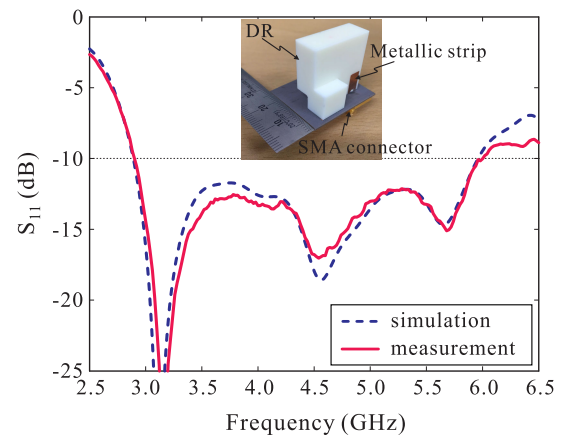 0
-5
-10
-15
-20
-25
S11 (dB)
DR
Metallic strip
SMA connector
simulation
measurement
2.5 3.0 3.5 4.0 4.5 5.0 5.5 6.0 6.5
Frequency (GHz)